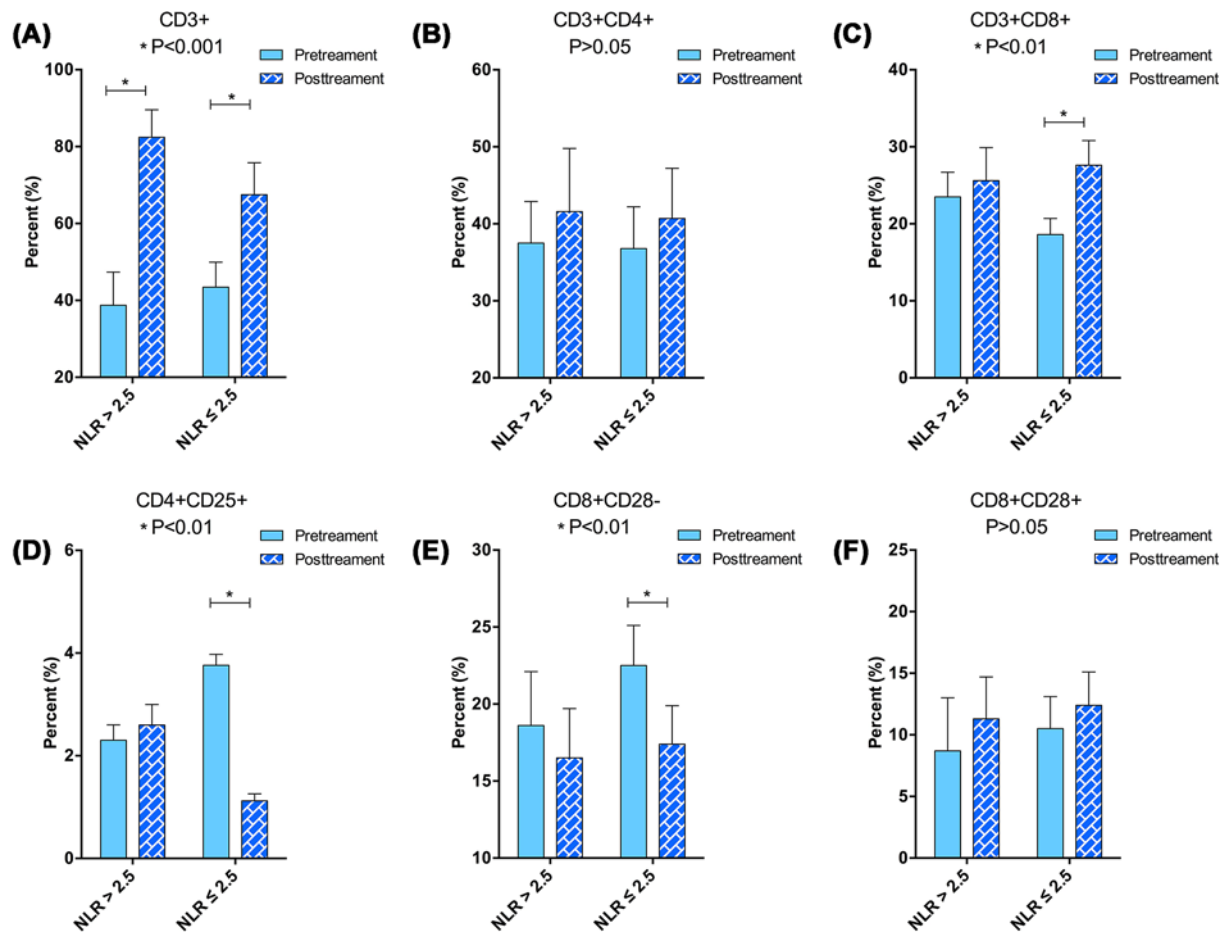 (A)
CD3+
* P<0.001
Pretreament
Posttreament
100
80
60
40
20
Percent (%)
*
*
NLR > 2.5
NLR ≤ 2.5
(B)
CD3+CD4+
P>0.05
Pretreament
Posttreament
60
50
40
30
20
Percent (%)
NLR > 2.5
NLR ≤ 2.5
(C)
CD3+CD8+
* P<0.01
Pretreament
Posttreament
40
30
20
10
0
Percent (%)
*
NLR > 2.5
NLR ≤ 2.5
(D)
CD4+CD25+
* P<0.01
Pretreament
Posttreament
6
4
2
0
Percent (%)
*
NLR > 2.5
NLR ≤ 2.5
(E)
CD8+CD28-
* P<0.01
Pretreament
Posttreament
30
25
20
15
10
Percent (%)
*
NLR > 2.5
NLR ≤ 2.5
(F)
CD8+CD28+
P>0.05
Pretreament
Posttreament
25
20
15
10
5
0
Percent (%)
NLR > 2.5
NLR ≤ 2.5